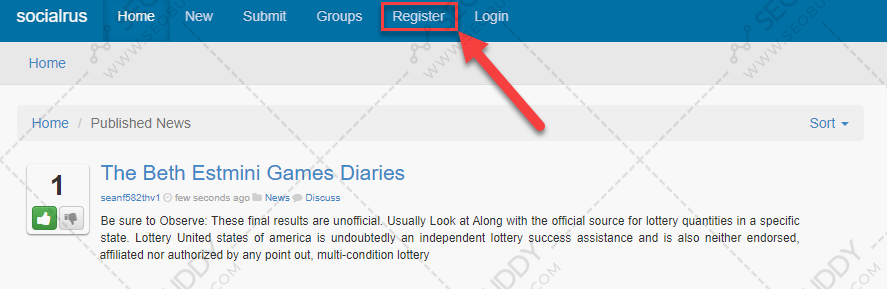 socialrus Home New Submit Groups Register Login
Home
Home / Published News Sort
1
The Beth Estmini Games Diaries
seanf582thv1 few seconds ago News Discuss
Be sure to Observe: These final results are unofficial. Usually Look at Along with the official source for lottery quantities in a specific
state. Lottery United states of america is undoubtedly an independent lottery success assistance and is also neither endorsed,
affiliated nor authorized by any point out, multi-condition lottery